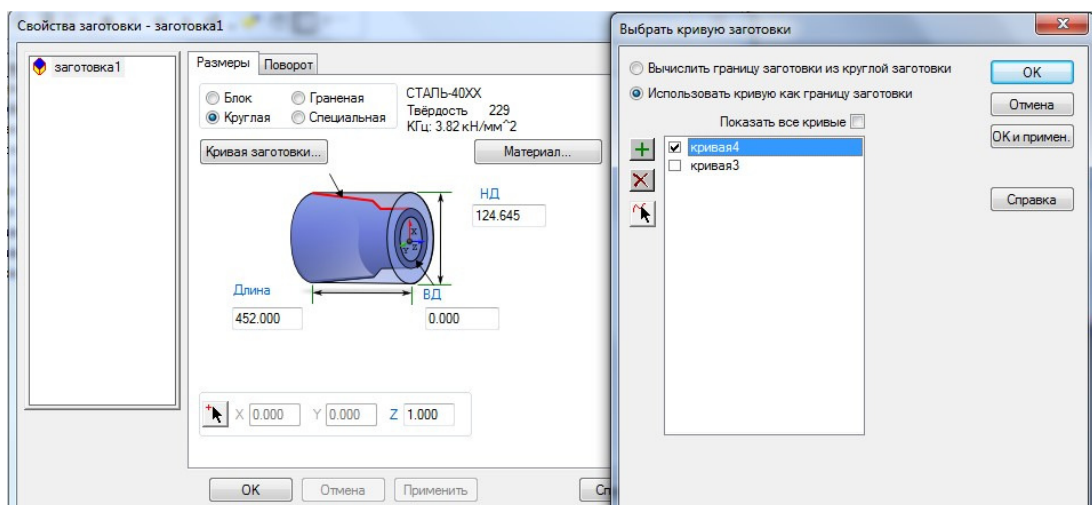 Свойства заготовки - заготовка1
заготовка1
Размеры Поворот
Блок Граненая
Круглая Специальная
СТАЛЬ-40XX
Твёрдость 229
КГц: 3.82 кН/мм^2
Кривая заготовки... Материал...
НД
124.645
X
Y Z
Длина
452.000
ВД
0.000
X 0.000 Y 0.000 Z 1.000
OK Отмена Применить
Выбрать кривую заготовки
Вычислить границу заготовки из круглой заготовки
Использовать кривую как границу заготовки
Показать все кривые
кривая4
кривая3
OK
Отмена
ОК и примен.
Справка